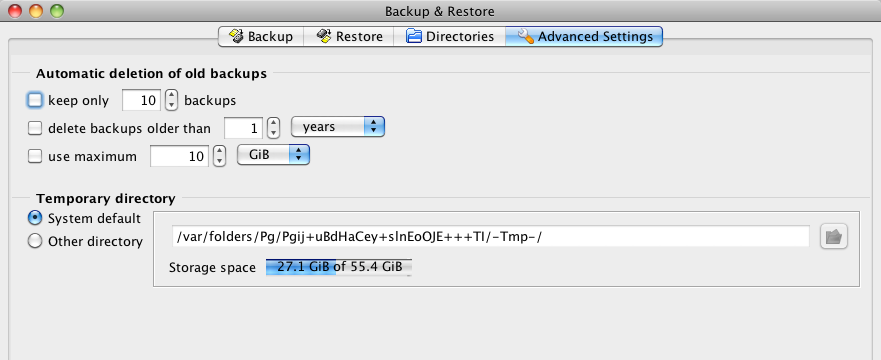 Backup & Restore
Backup Restore Directories Advanced Settings
Automatic deletion of old backups
keep only 10 backups
delete backups older than 1 years
use maximum 10 GiB
Temporary directory
System default
/var/folders/Pg/Pgij+uBdHaCey+slnEoOJE+++TI/-Tmp-/
Other directory
Storage space 27.1 GiB of 55.4 GiB